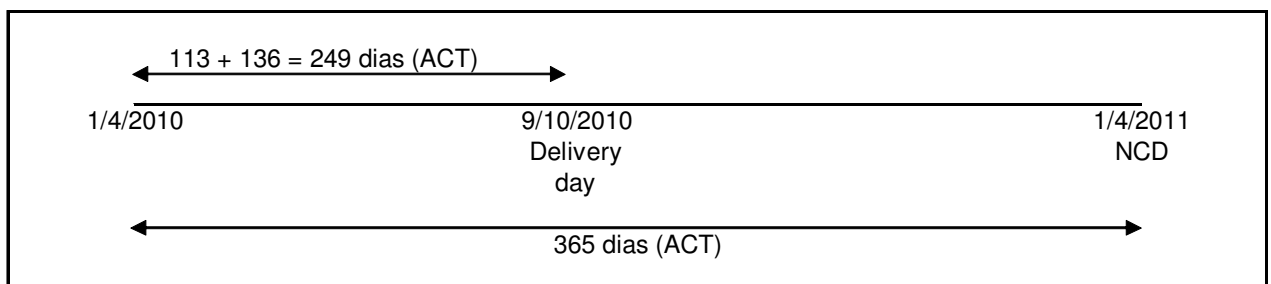 113 + 136 = 249 dias (ACT)
1/4/2010 9/10/2010 1/4/2011
Delivery NCD
day
365 dias (ACT)